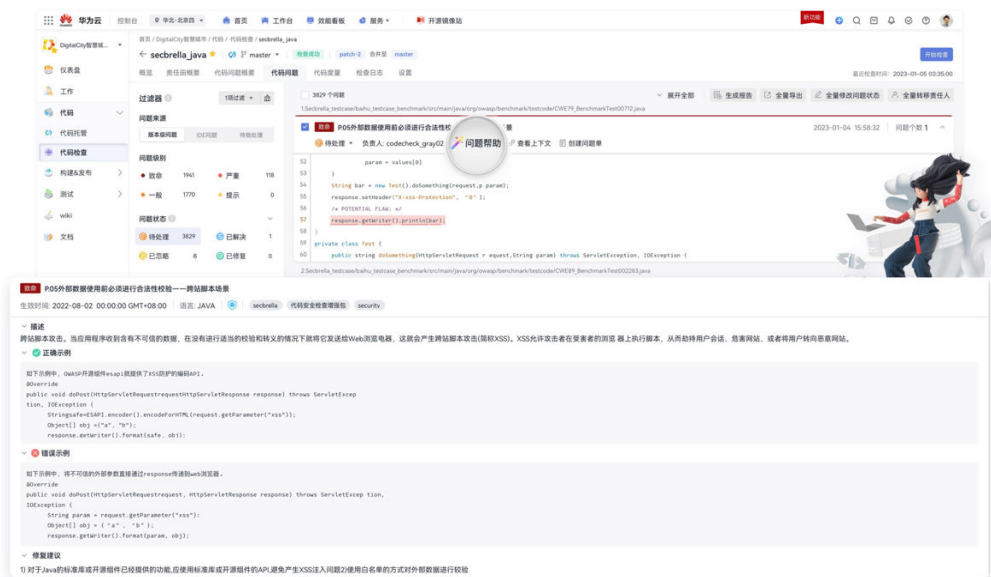 华为云 控制台 华北-北京四 首页 工作台 效能看板 服务 开源镜像站 新功能
DigitalCity智慧城...
仪表盘
工作
代码
代码托管
代码检查
构建&发布
测试
wiki
文档
首页 / DigitalCity智慧城市 / 代码 / 代码检查 / secbrella_java
secbrella_java master 检查成功 patch-2 合并至 master 开始检查
概览 责任田概要 代码问题概要 代码问题 代码度量 检查日志 设置 最近检查时间: 2023-01-05 03:35:00
过滤器 1项过滤
问题来源
版本级问题 IDE问题 待我处理
问题级别
致命 1941 严重 118
一般 1770 提示 0
问题状态
待处理 3829 已解决 1
已忽略 6 已修复 0
3829 个问题 展开全部 生成报告 全量导出 全量修改问题状态 全量转移责任人
1.Secbrella_testcase/baihu_testcase_benchmark/src/main/java/org/owasp/benchmark/testcode/CWE79_BenchmarkTest00712.java
致命 P.05外部数据使用前必须进行合法性校 景 2023-01-04 15:58:32 问题个数 1
待处理 负责人: codecheck_gray02 问题帮助 查看上下文 创建问题单
52 param = values[0]
53 }
54 String bar = new Test().doSomething(request,p param);
55 response.setHeader("X-xss-Protection", "0" );
56 /* POTENTIAL FLAW: */
57 response.getWriter().println(bar);
58 }
59 private class Test {
60 public string doSomething(HttpServletRequest r equest,String param) throws ServletException, IOException {
2.Secbrella_testcase/baihu_testcase_benchmark/src/main/java/org/owasp/benchmark/testcode/CWE89_BenchmarkTest002283.java
致命 P.05外部数据使用前必须进行合法性校验——跨站脚本场景
生效时间: 2022-08-02 00:00:00 GMT+08:00 语言: JAVA secbrella 代码安全检查增强包 security
描述
跨站脚本攻击。当应用程序收到含有不可信的数据，在没有进行适当的校验和转义的情况下就将它发送给Web浏览电器，这就会产生跨站脚本攻击(简称XSS)。XSS允许攻击者在受害者的浏览 器上执行脚本，从而劫持用户会话、危害网站、或者将用户转向恶意网站。
正确示例
如下示例中, OWASP开源组件esapi就提供了XSS防护的编码API.
@Override
public void doPost(HttpServletRequestrequestHttpServletResponse response) throws ServletExcep
tion, IOException {
Stringsafe=ESAPI.encoder().encodeForHTML(request.getParameter("xss"));
Object[] obj ={"a", "b"};
response.getWriter().format(safe, obj);
错误示例
如下示例中, 将不可信的外部参数直接通过response传递到web浏览器.
@Override
public void doPost(HttpServletRequestrequest, HttpServletResponse response) throws ServletExcep tion,
IOException {
String param = request.getParameter("xss"):
Object[] obj = { "a" , "b" };
response.getWriter().format(param, obj);
修复建议
1) 对于Java的标准库或开源组件已经提供的功能,应使用标准库或开源组件的API,避免产生XSS注入问题2)使用白名单的方式对外部数据进行校验